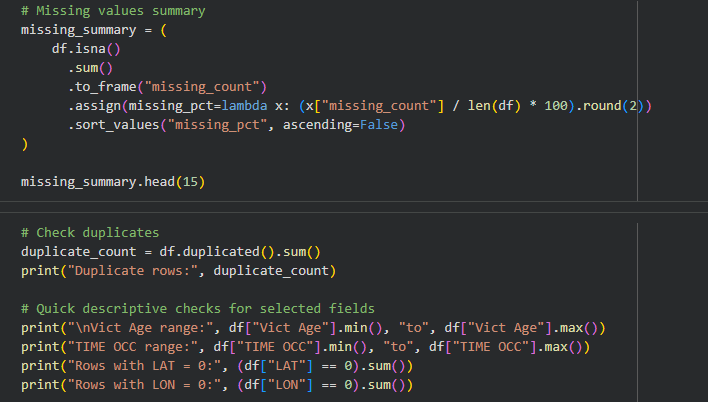 # Missing values summary
missing_summary = (
    df.isna()
      .sum()
      .to_frame("missing_count")
      .assign(missing_pct=lambda x: (x["missing_count"] / len(df) * 100).round(2))
      .sort_values("missing_pct", ascending=False)
)

missing_summary.head(15)

# Check duplicates
duplicate_count = df.duplicated().sum()
print("Duplicate rows:", duplicate_count)

# Quick descriptive checks for selected fields
print("\nVict Age range:", df["Vict Age"].min(), "to", df["Vict Age"].max())
print("TIME OCC range:", df["TIME OCC"].min(), "to", df["TIME OCC"].max())
print("Rows with LAT = 0:", (df["LAT"] == 0).sum())
print("Rows with LON = 0:", (df["LON"] == 0).sum())